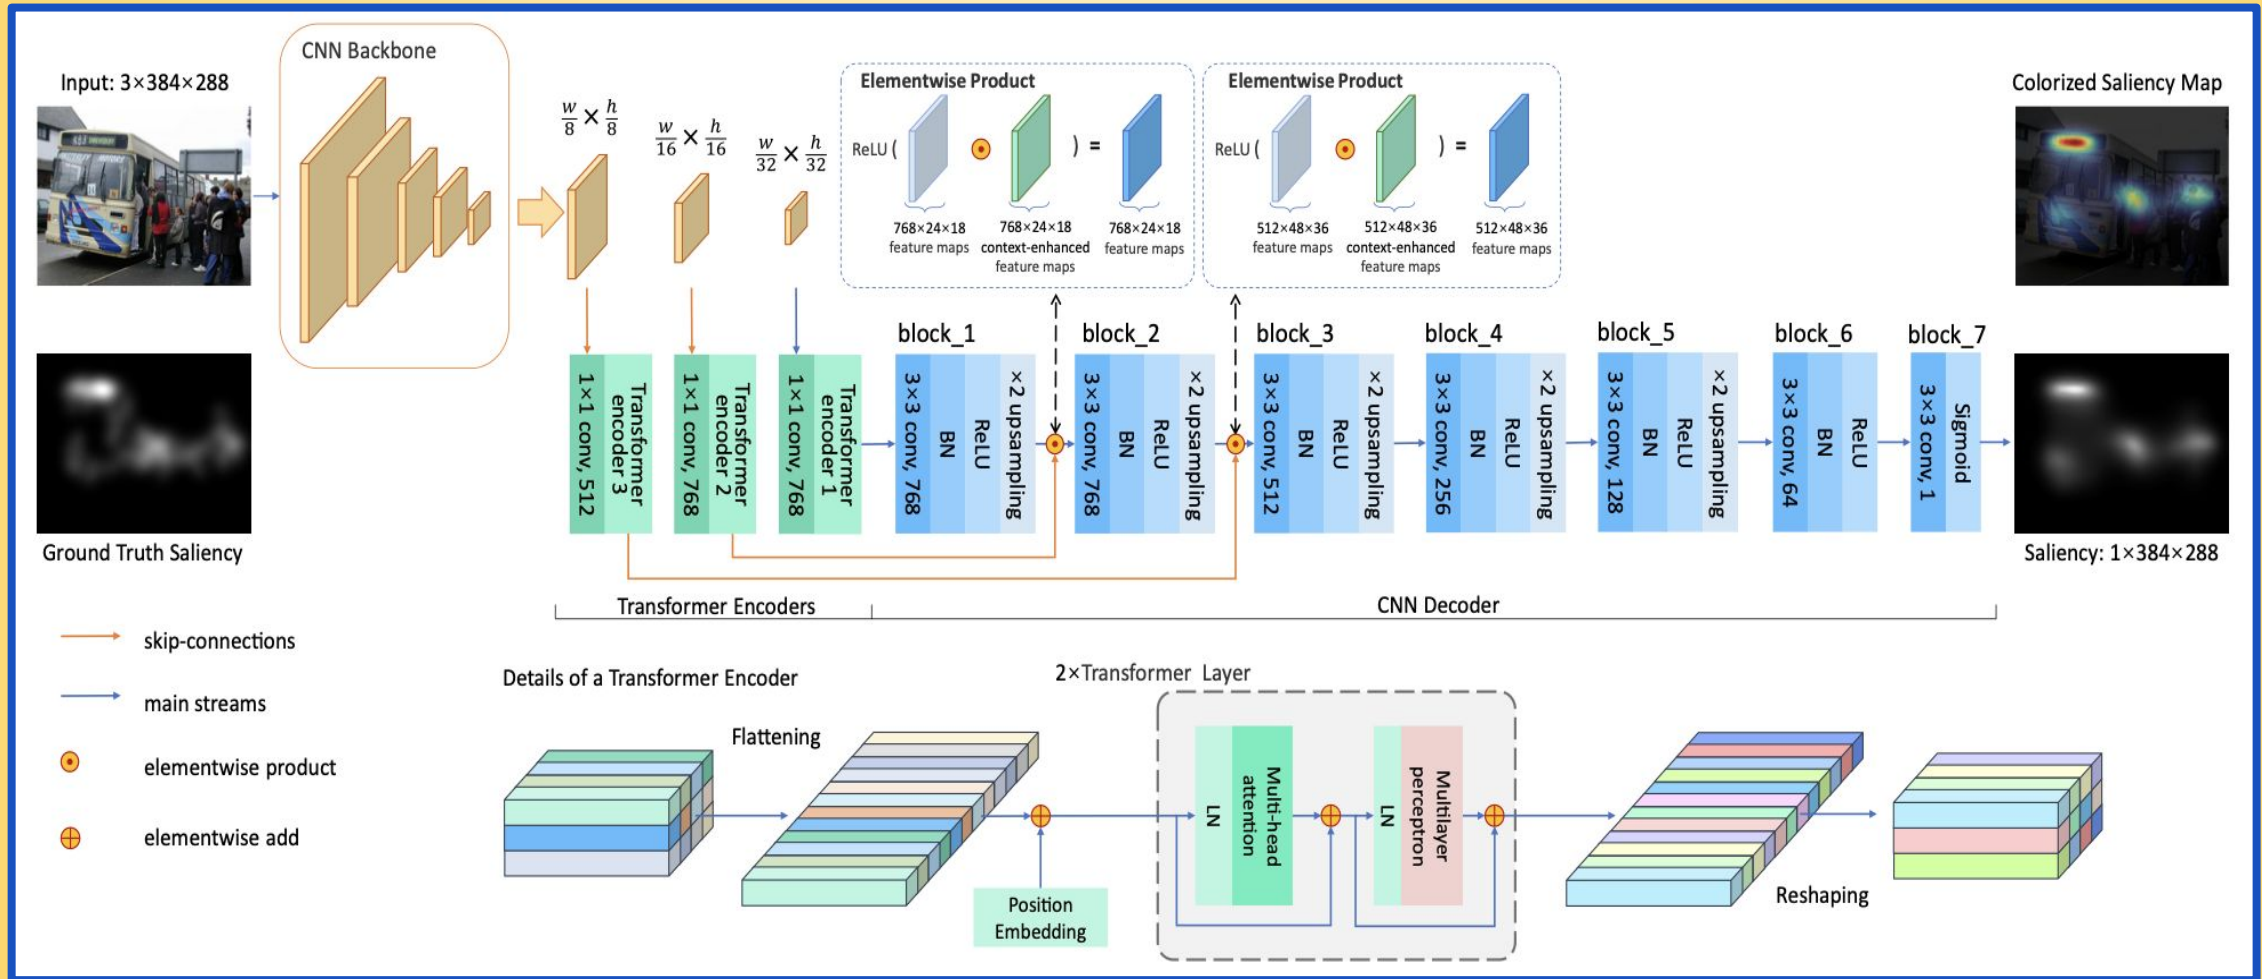 CNN Backbone
Input: 3×384×288
w/8 × h/8
w/16 × h/16
w/32 × h/32
Elementwise Product
ReLU ( ) =
768×24×18
feature maps
768×24×18
context-enhanced
feature maps
768×24×18
feature maps
Elementwise Product
ReLU ( ) =
512×48×36
feature maps
512×48×36
context-enhanced
feature maps
512×48×36
feature maps
Colorized Saliency Map
block_1
block_2
block_3
block_4
block_5
block_6
block_7
1×1 conv, 512
Transformer
encoder 3
1×1 conv, 768
Transformer
encoder 2
1×1 conv, 768
Transformer
encoder 1
3×3 conv, 768
BN
ReLU
×2 upsampling
3×3 conv, 768
BN
ReLU
×2 upsampling
3×3 conv, 512
BN
ReLU
×2 upsampling
3×3 conv, 256
BN
ReLU
×2 upsampling
3×3 conv, 128
BN
ReLU
×2 upsampling
3×3 conv, 64
BN
ReLU
3×3 conv, 1
Sigmoid
Ground Truth Saliency
Saliency: 1×384×288
Transformer Encoders
CNN Decoder
skip-connections
main streams
elementwise product
elementwise add
Details of a Transformer Encoder
2×Transformer Layer
Flattening
Position
Embedding
LN
Multi-head
attention
LN
Multilayer
perceptron
Reshaping